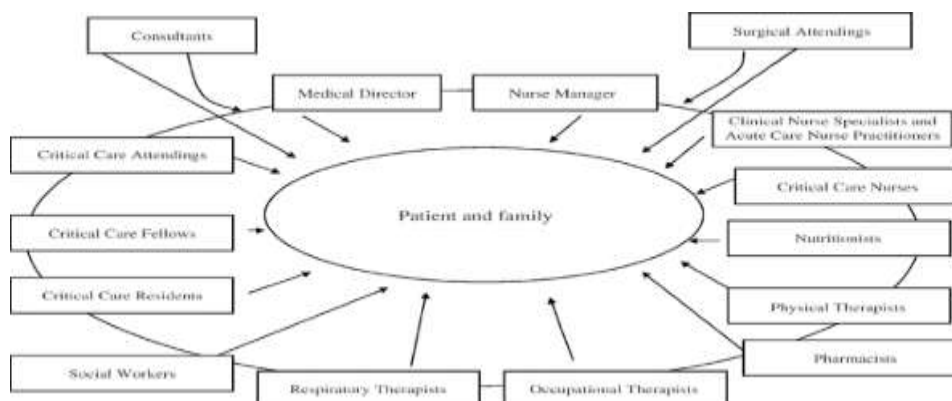 Consultants
Surgical Attendings
Medical Director
Nurse Manager
Clinical Nurse Specialists and
Acute Care Nurse Practitioners
Critical Care Attendings
Critical Care Nurses
Patient and family
Critical Care Fellows
Nutritionists
Critical Care Residents
Physical Therapists
Social Workers
Pharmacists
Respiratory Therapists
Occupational Therapists